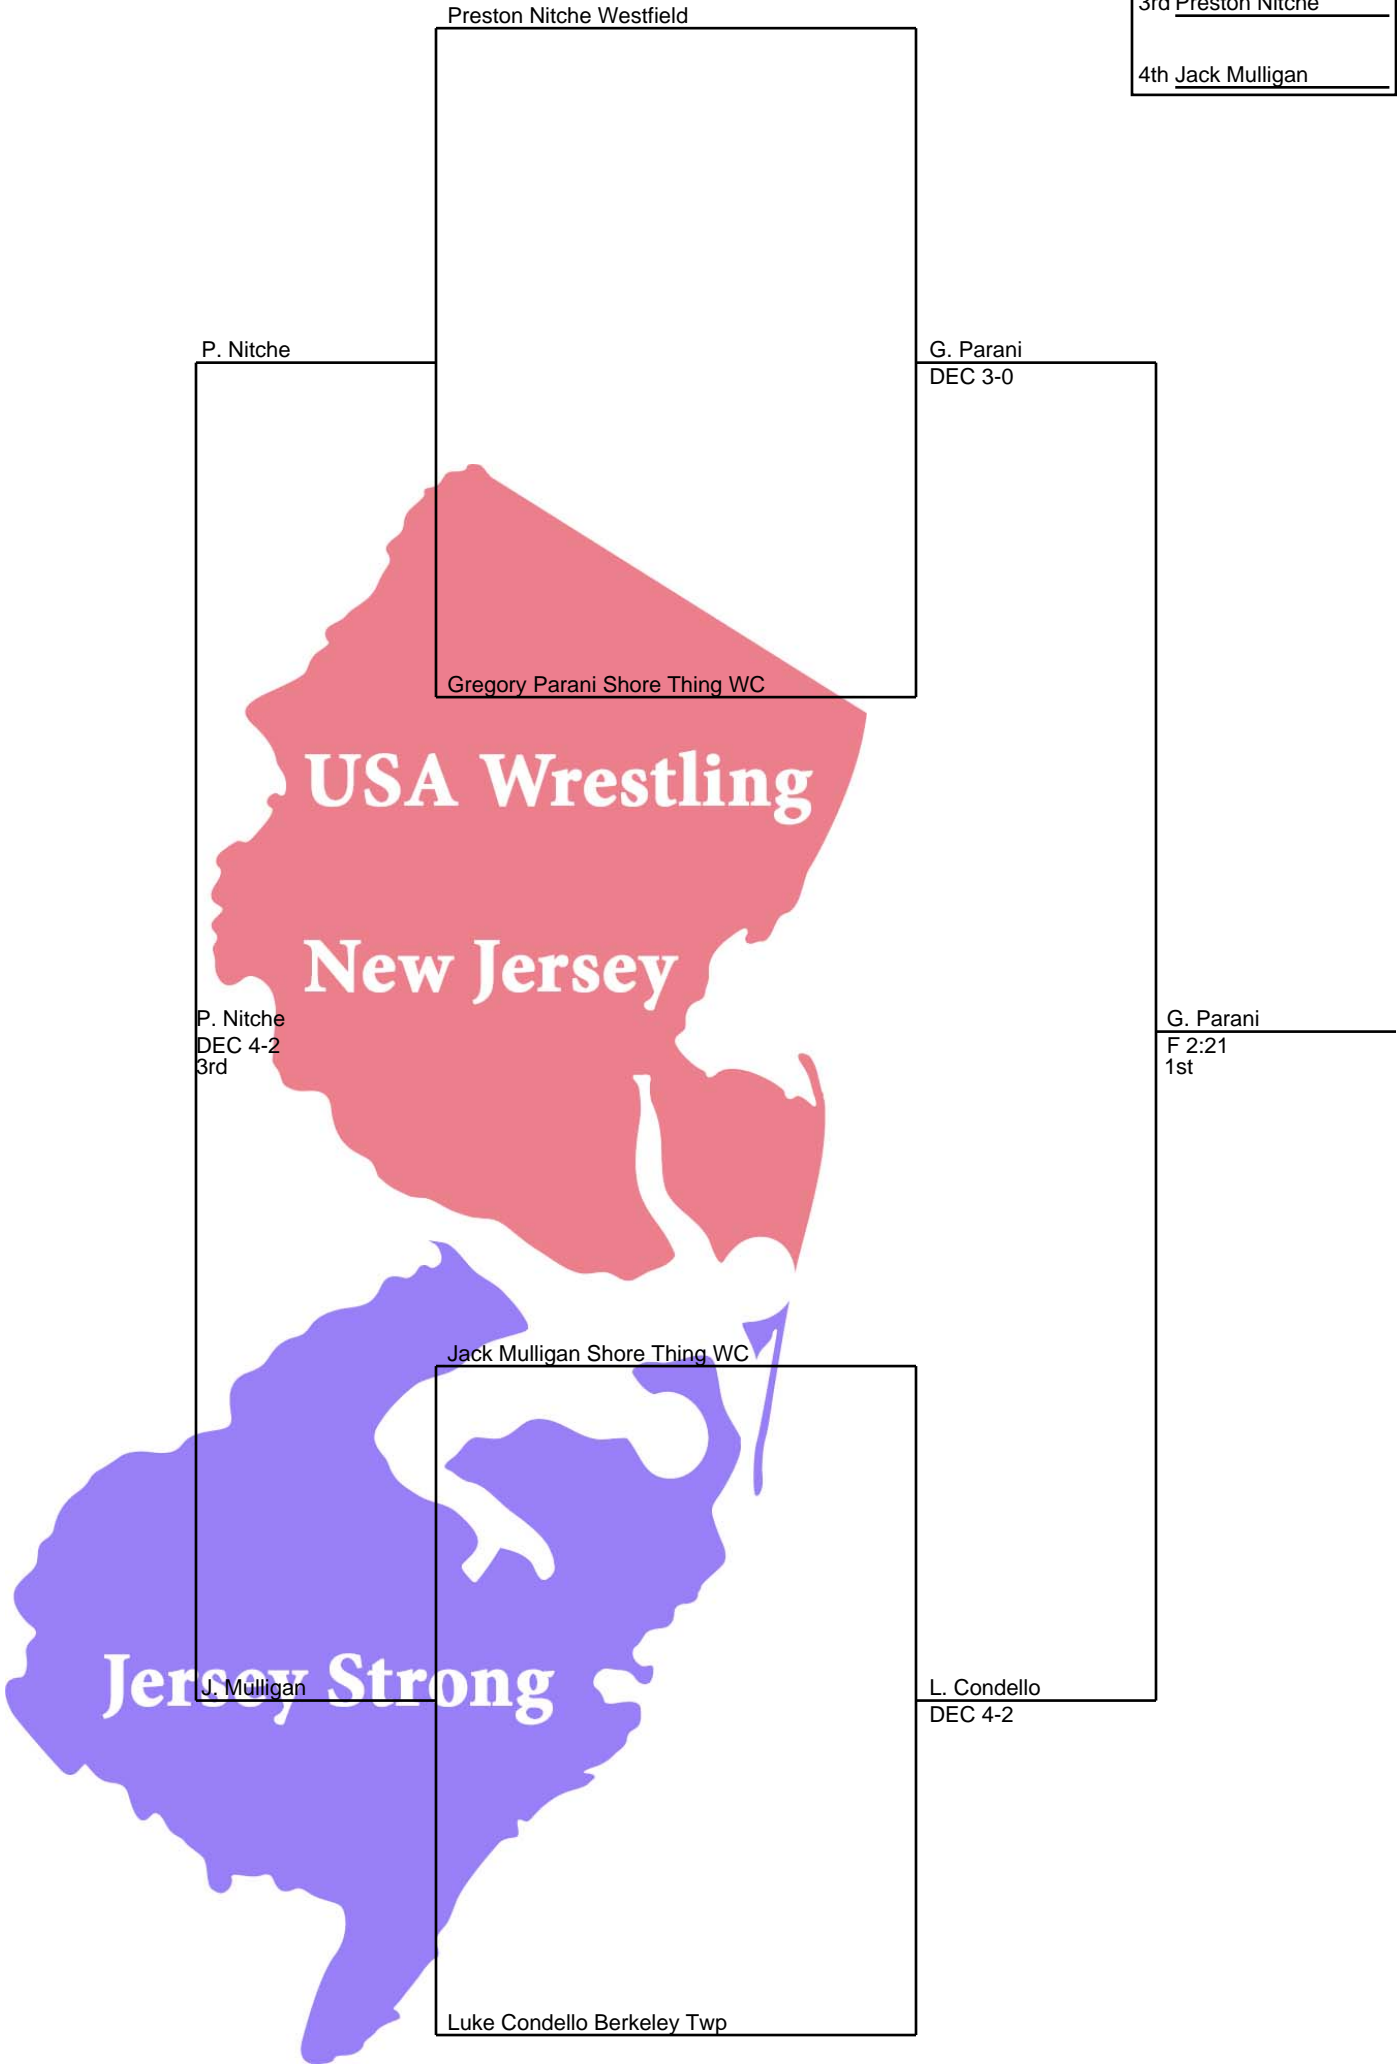 Preston Nitche Westfield
3rd Preston Nitche
4th Jack Mulligan
P. Nitche
G. Parani
DEC 3-0
Gregory Parani Shore Thing WC
USA Wrestling
New Jersey
P. Nitche
DEC 4-2
3rd
G. Parani
F 2:21
1st
Jack Mulligan Shore Thing WC
Jersey Strong
J. Mulligan
L. Condello
DEC 4-2
Luke Condello Berkeley Twp